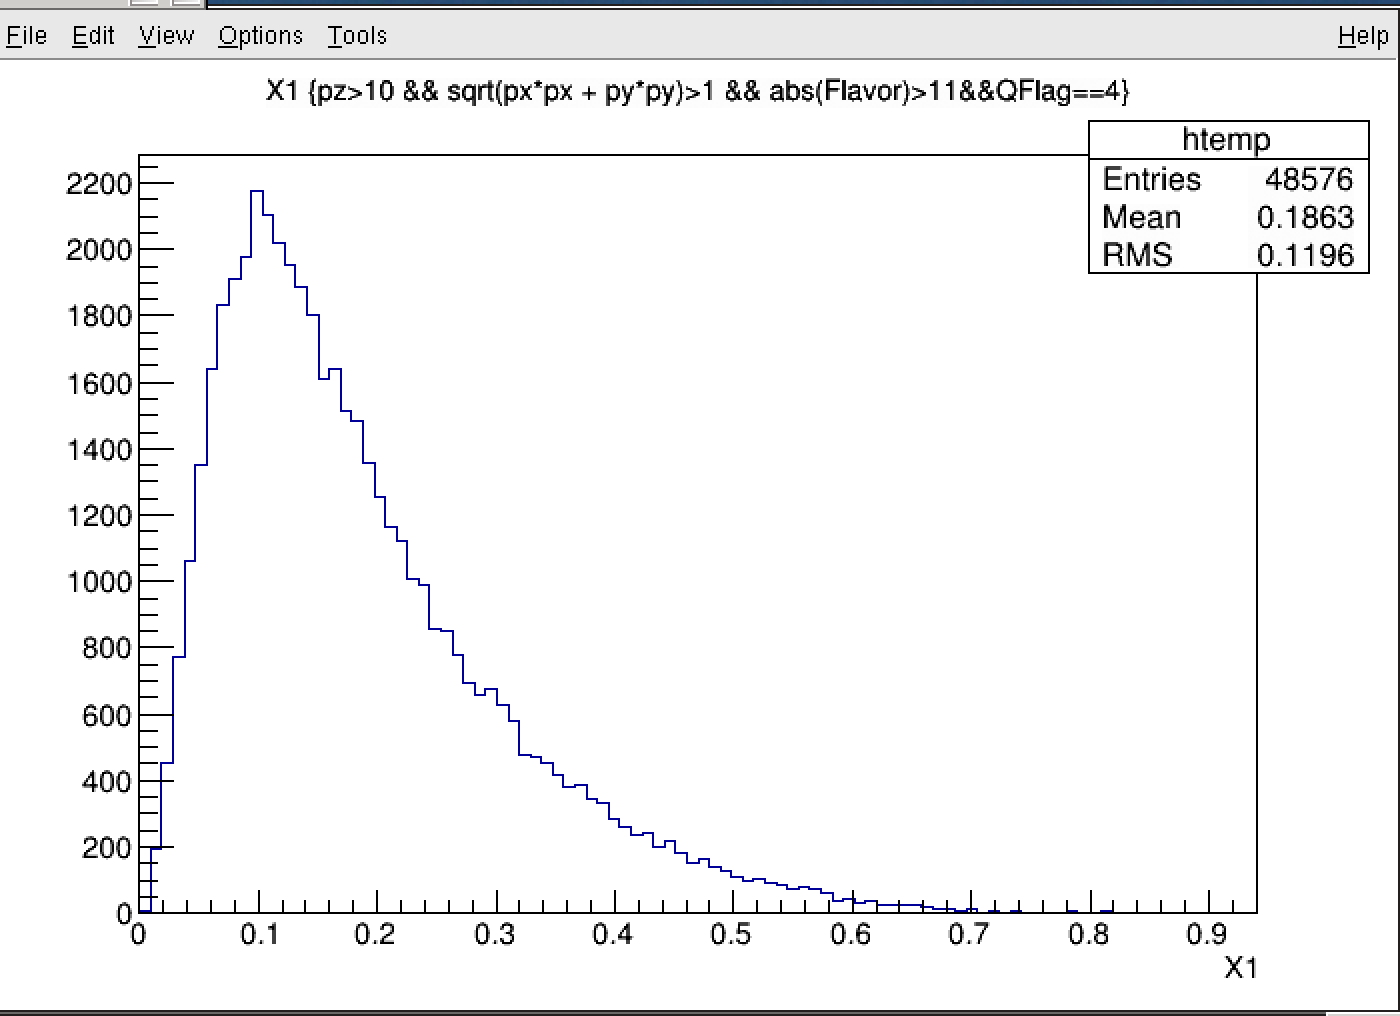 File Edit View Options Tools Help
X1 {pz>10 && sqrt(px*px + py*py)>1 && abs(Flavor)>11&&QFlag==4}
htemp
Entries 48576
Mean 0.1863
RMS 0.1196
2200
2000
1800
1600
1400
1200
1000
800
600
400
200
0
0 0.1 0.2 0.3 0.4 0.5 0.6 0.7 0.8 0.9
X1